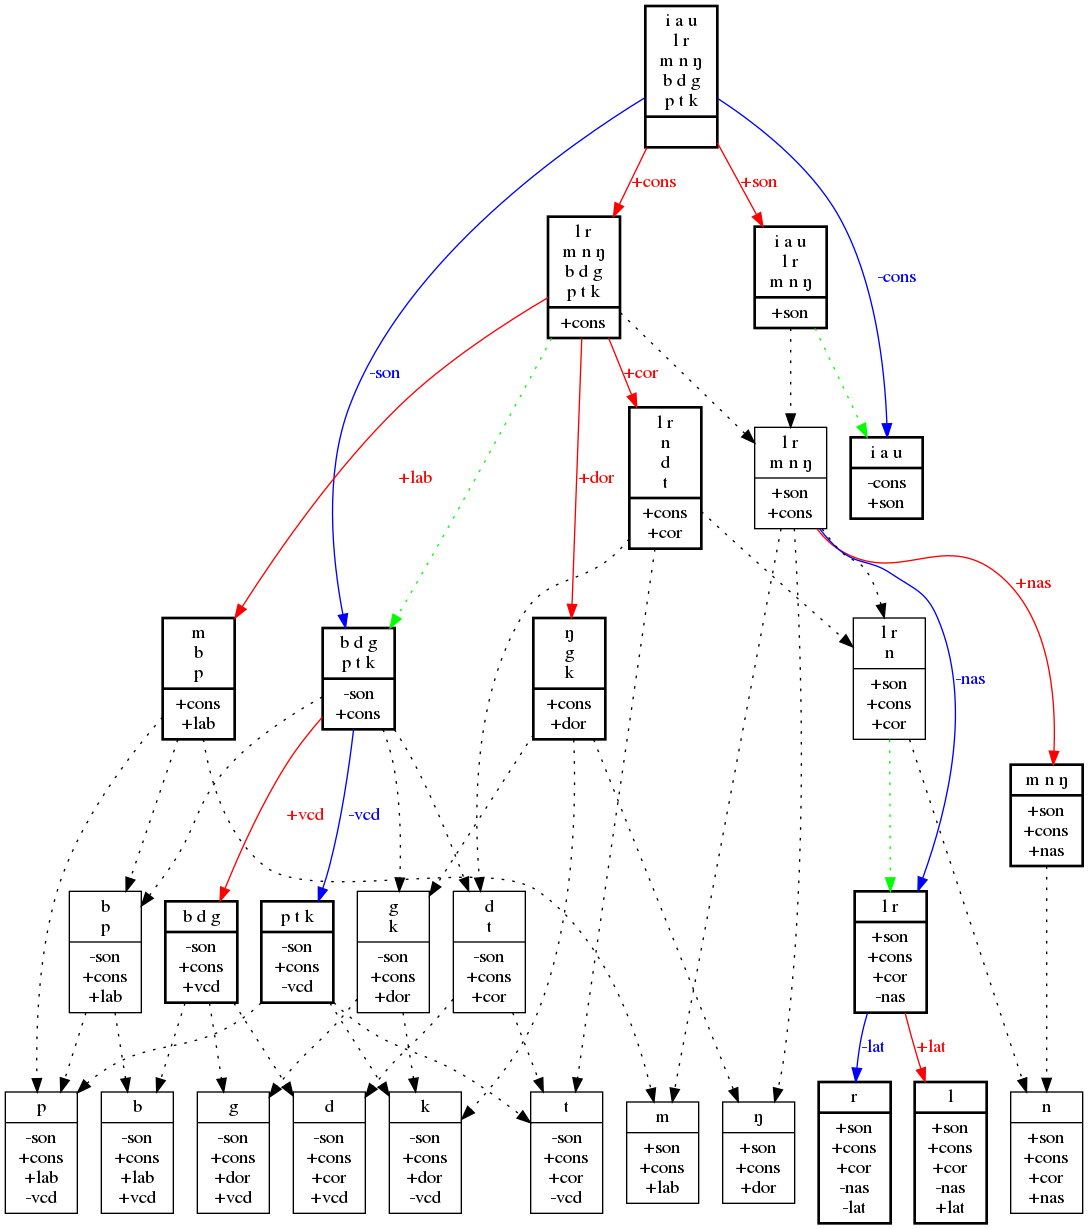 i a u
l r
m n ŋ
b d g
p t k
+cons
+son
l r
m n ŋ
b d g
p t k
+cons
i a u
l r
m n ŋ
+son
-cons
-son
+cor
+lab
+dor
l r
n
d
t
+cons
+cor
l r
m n ŋ
+son
+cons
i a u
-cons
+son
+nas
-nas
m
b
p
+cons
+lab
b d g
p t k
-son
+cons
ŋ
g
k
+cons
+dor
l r
n
+son
+cons
+cor
m n ŋ
+son
+cons
+nas
+vcd
-vcd
b
p
-son
+cons
+lab
b d g
-son
+cons
+vcd
p t k
-son
+cons
-vcd
g
k
-son
+cons
+dor
d
t
-son
+cons
+cor
l r
+son
+cons
+cor
-nas
-lat
+lat
p
-son
+cons
+lab
-vcd
b
-son
+cons
+lab
+vcd
g
-son
+cons
+dor
+vcd
d
-son
+cons
+cor
+vcd
k
-son
+cons
+dor
-vcd
t
-son
+cons
+cor
-vcd
m
+son
+cons
+lab
ŋ
+son
+cons
+dor
r
+son
+cons
+cor
-nas
-lat
l
+son
+cons
+cor
-nas
+lat
n
+son
+cons
+cor
+nas